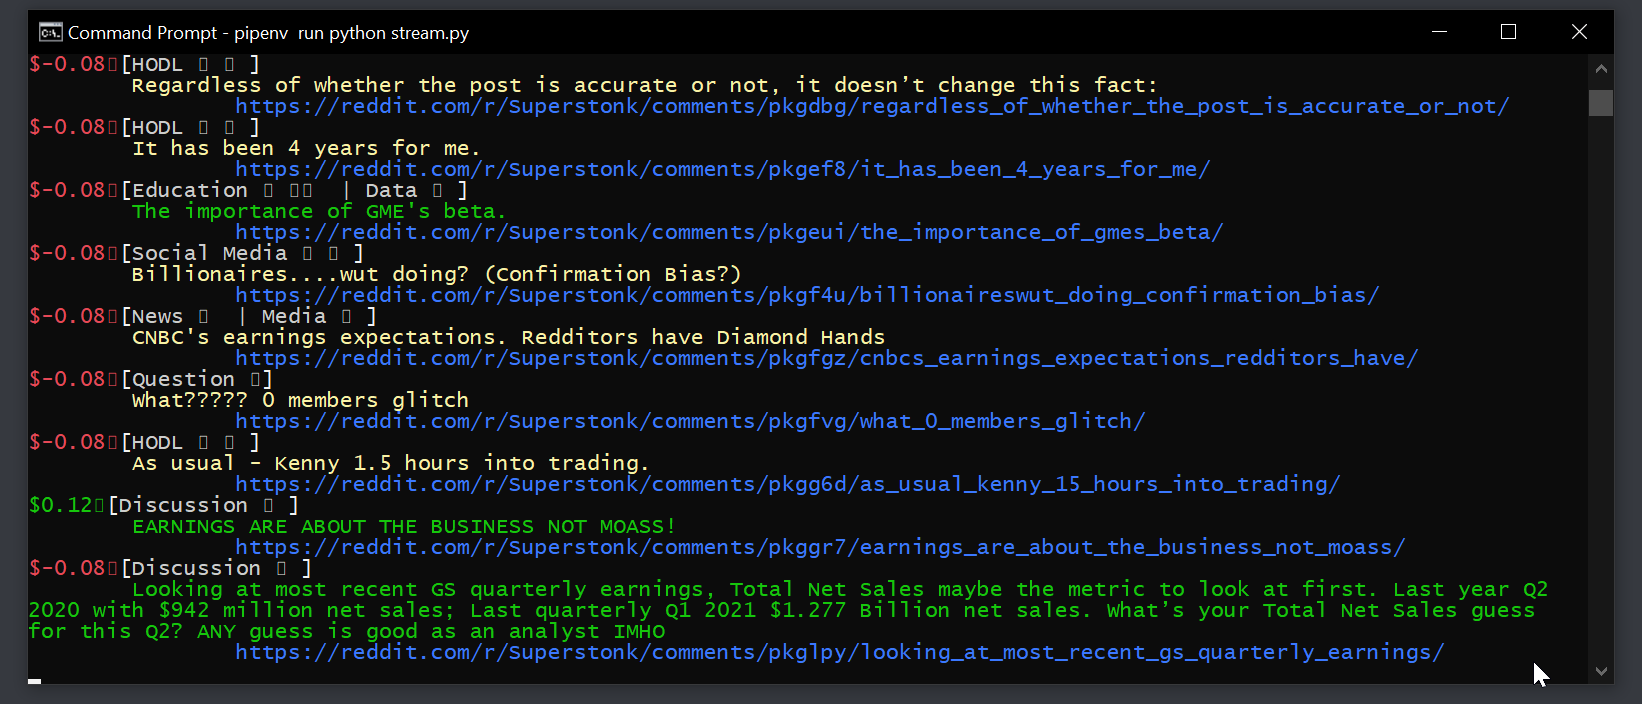 Command Prompt - pipenv  run python stream.py
$-0.08▯[HODL ▯ ▯ ]
Regardless of whether the post is accurate or not, it doesn’t change this fact:
https://reddit.com/r/Superstonk/comments/pkgdbg/regardless_of_whether_the_post_is_accurate_or_not/
$-0.08▯[HODL ▯ ▯ ]
It has been 4 years for me.
https://reddit.com/r/Superstonk/comments/pkgef8/it_has_been_4_years_for_me/
$-0.08▯[Education ▯ ▯▯  | Data ▯ ]
The importance of GME's beta.
https://reddit.com/r/Superstonk/comments/pkgeui/the_importance_of_gmes_beta/
$-0.08▯[Social Media ▯ ▯ ]
Billionaires....wut doing? (Confirmation Bias?)
https://reddit.com/r/Superstonk/comments/pkgf4u/billionaireswut_doing_confirmation_bias/
$-0.08▯[News ▯  | Media ▯ ]
CNBC's earnings expectations. Redditors have Diamond Hands
https://reddit.com/r/Superstonk/comments/pkgfgz/cnbcs_earnings_expectations_redditors_have/
$-0.08▯[Question ▯]
What????? 0 members glitch
https://reddit.com/r/Superstonk/comments/pkgfvg/what_0_members_glitch/
$-0.08▯[HODL ▯ ▯ ]
As usual - Kenny 1.5 hours into trading.
https://reddit.com/r/Superstonk/comments/pkgg6d/as_usual_kenny_15_hours_into_trading/
$0.12▯[Discussion ▯ ]
EARNINGS ARE ABOUT THE BUSINESS NOT MOASS!
https://reddit.com/r/Superstonk/comments/pkggr7/earnings_are_about_the_business_not_moass/
$-0.08▯[Discussion ▯ ]
Looking at most recent GS quarterly earnings, Total Net Sales maybe the metric to look at first. Last year Q2
2020 with $942 million net sales; Last quarterly Q1 2021 $1.277 Billion net sales. What’s your Total Net Sales guess
for this Q2? ANY guess is good as an analyst IMHO
https://reddit.com/r/Superstonk/comments/pkglpy/looking_at_most_recent_gs_quarterly_earnings/